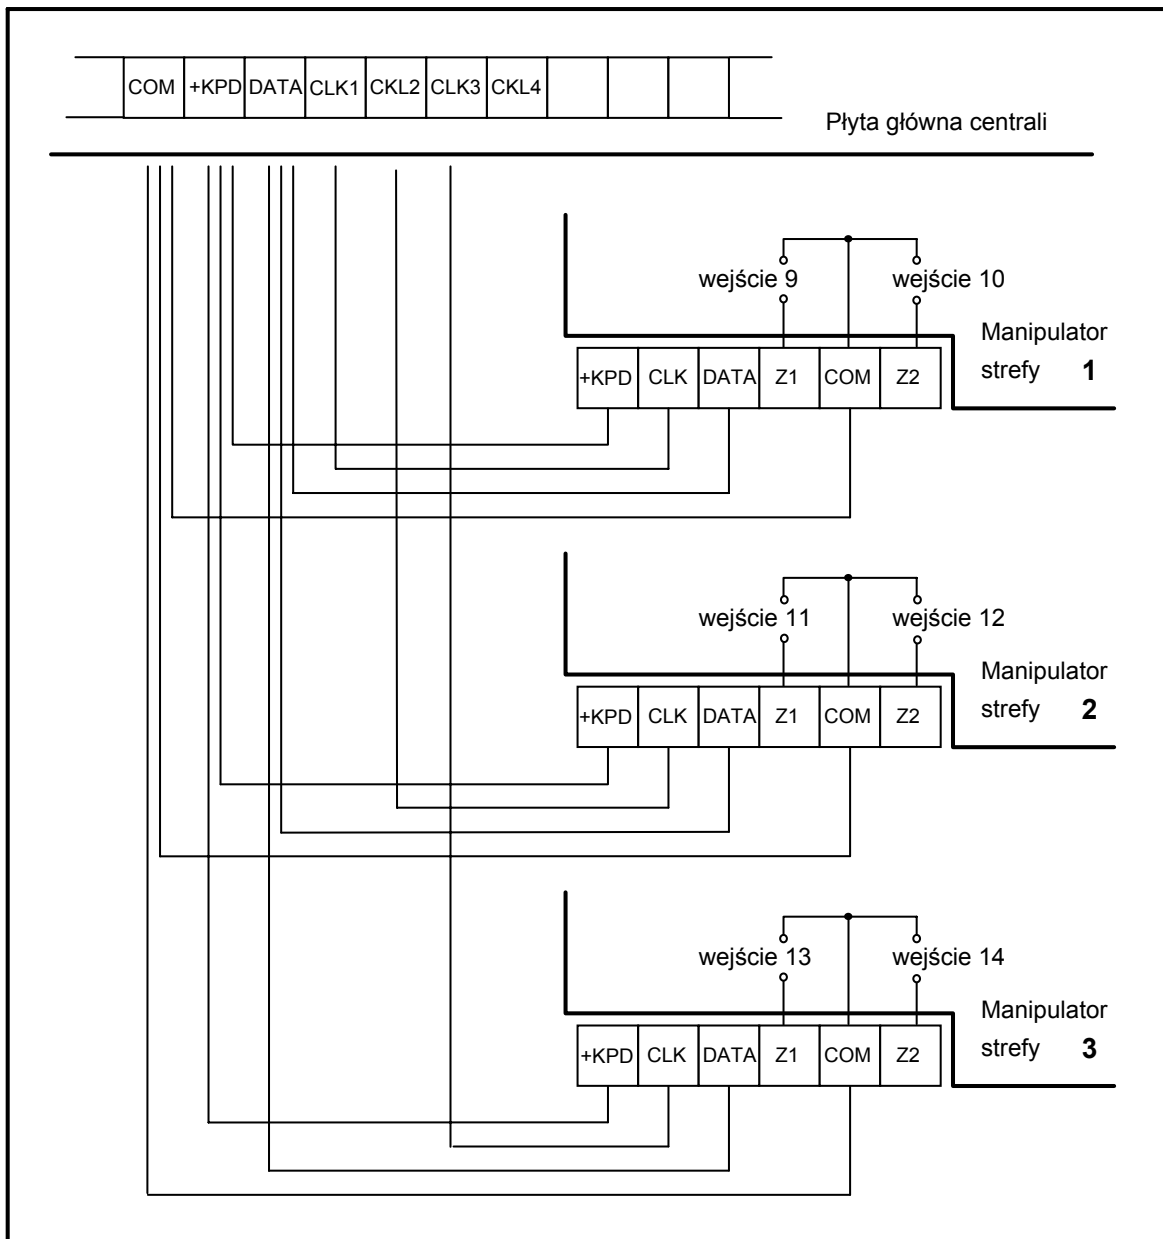 COM +KPD DATA CLK1 CKL2 CLK3 CKL4
Płyta główna centrali
wejście 9 wejście 10
Manipulator
strefy 1
+KPD CLK DATA Z1 COM Z2
wejście 11 wejście 12
Manipulator
strefy 2
+KPD CLK DATA Z1 COM Z2
wejście 13 wejście 14
Manipulator
strefy 3
+KPD CLK DATA Z1 COM Z2